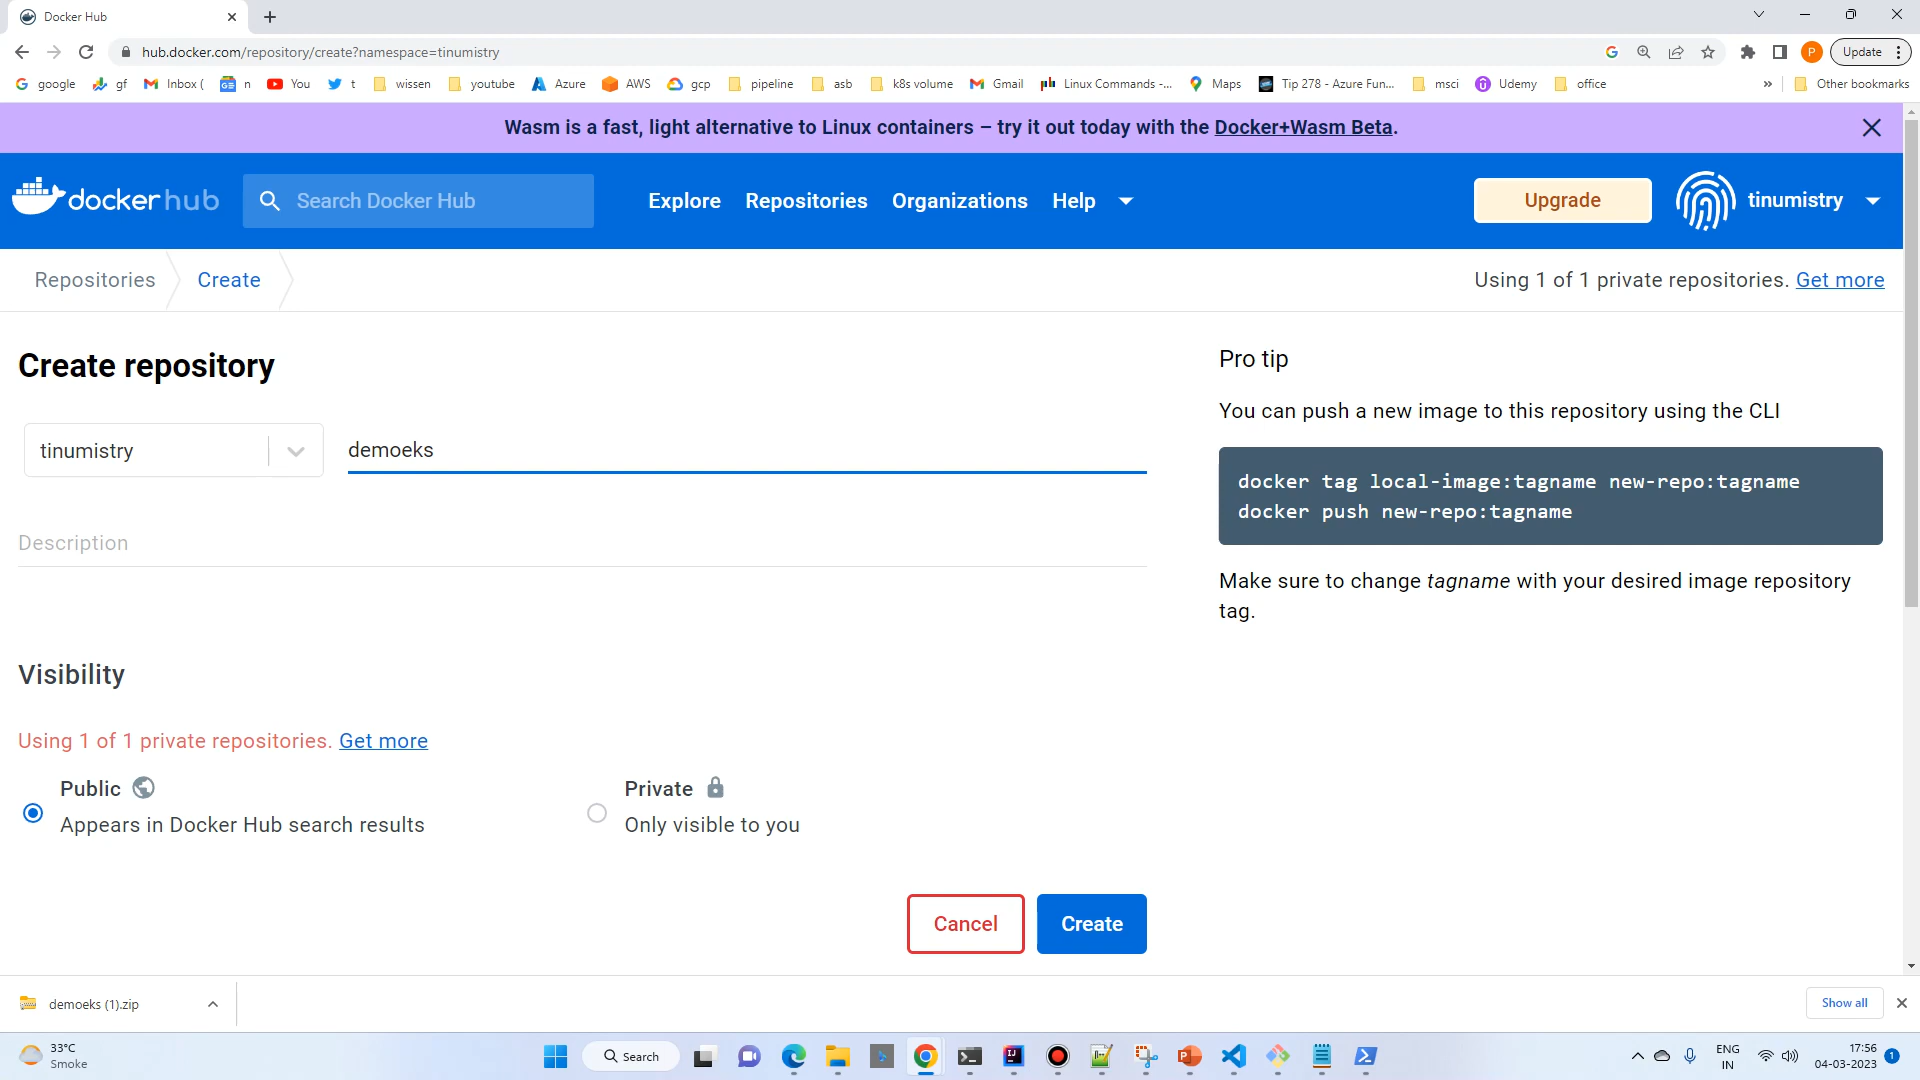 Docker Hub
hub.docker.com/repository/create?namespace=tinumistry
P
Update
google
gf
Inbox (
n
You
t
wissen
youtube
Azure
AWS
gcp
pipeline
asb
k8s volume
Gmail
Linux Commands -...
Maps
Tip 278 - Azure Fun...
msci
Udemy
office
»
Other bookmarks
Wasm is a fast, light alternative to Linux containers – try it out today with the Docker+Wasm Beta.
dockerhub
Search Docker Hub
Explore
Repositories
Organizations
Help
Upgrade
tinumistry
Repositories
Create
Using 1 of 1 private repositories. Get more
Create repository
tinumistry
demoeks
Description
Visibility
Using 1 of 1 private repositories. Get more
Public
Appears in Docker Hub search results
Private
Only visible to you
Cancel
Create
Pro tip
You can push a new image to this repository using the CLI
docker tag local-image:tagname new-repo:tagname
docker push new-repo:tagname
Make sure to change tagname with your desired image repository
tag.
demoeks (1).zip
Show all
33°C
Smoke
Search
ENG
IN
17:56
04-03-2023
1